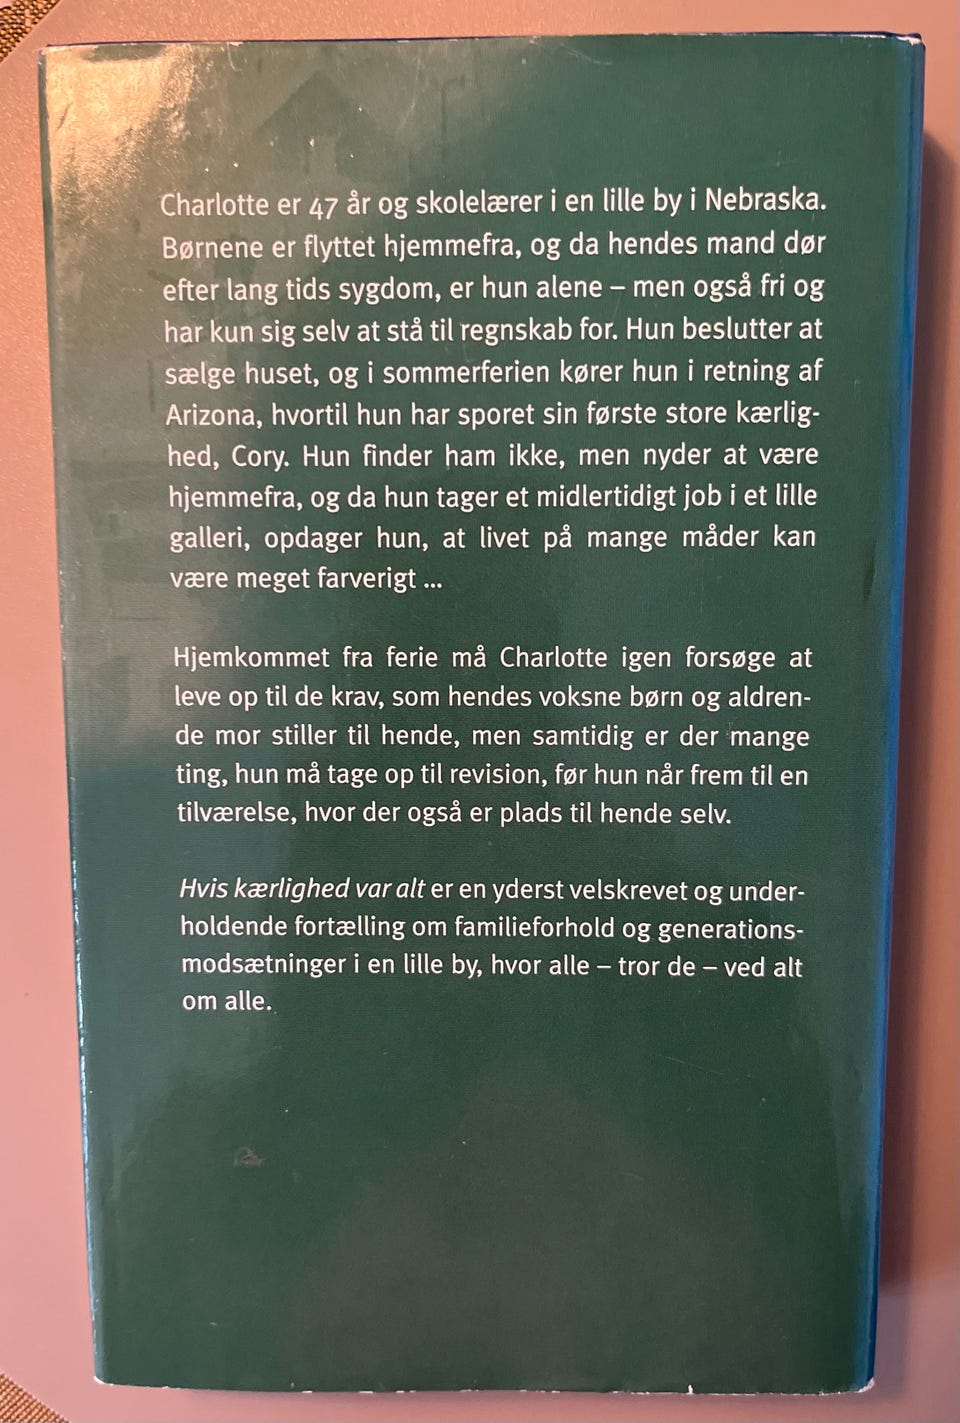 Charlotte er 47 år og skolelærer i en lille by i Nebraska.
Børnene er flyttet hjemmefra, og da hendes mand dør
efter lang tids sygdom, er hun alene – men også fri og
har kun sig selv at stå til regnskab for. Hun beslutter at
sælge huset, og i sommerferien kører hun i retning af
Arizona, hvortil hun har sporet sin første store kærlig-
hed, Cory. Hun finder ham ikke, men nyder at være
hjemmefra, og da hun tager et midlertidigt job i et lille
galleri, opdager hun, at livet på mange måder kan
være meget farverigt ...
Hjemkommet fra ferie må Charlotte igen forsøge at
leve op til de krav, som hendes voksne børn og aldren-
de mor stiller til hende, men samtidig er der mange
ting, hun må tage op til revision, før hun når frem til en
tilværelse, hvor der også er plads til hende selv.
Hvis kærlighed var alt er en yderst velskrevet og under-
holdende fortælling om familieforhold og generations-
modsætninger i en lille by, hvor alle – tror de – ved alt
om alle.